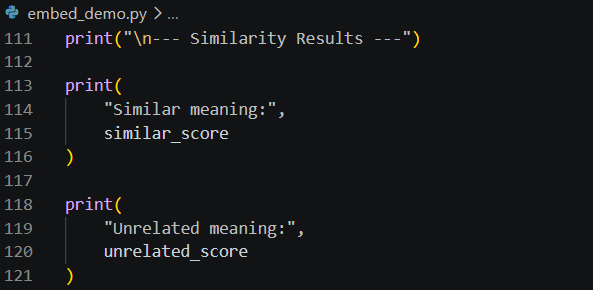 embed_demo.py > ...
111 print("\n--- Similarity Results ---")
112
113 print(
114     "Similar meaning:",
115     similar_score
116 )
117
118 print(
119     "Unrelated meaning:",
120     unrelated_score
121 )